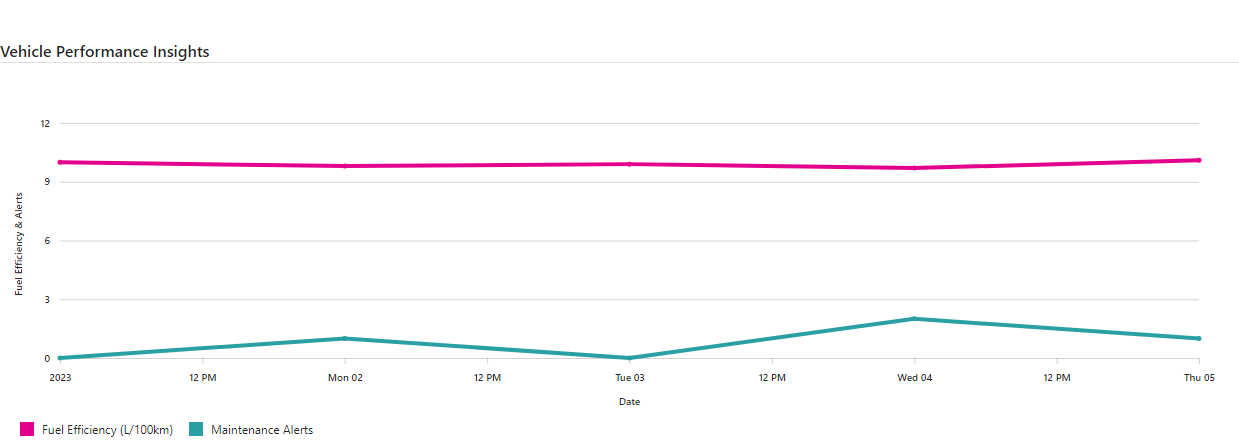 Vehicle Performance Insights
12
9
6
3
0
Fuel Efficiency & Alerts
2023 12 PM Mon 02 12 PM Tue 03 12 PM Wed 04 12 PM Thu 05
Date
Fuel Efficiency (L/100km) Maintenance Alerts